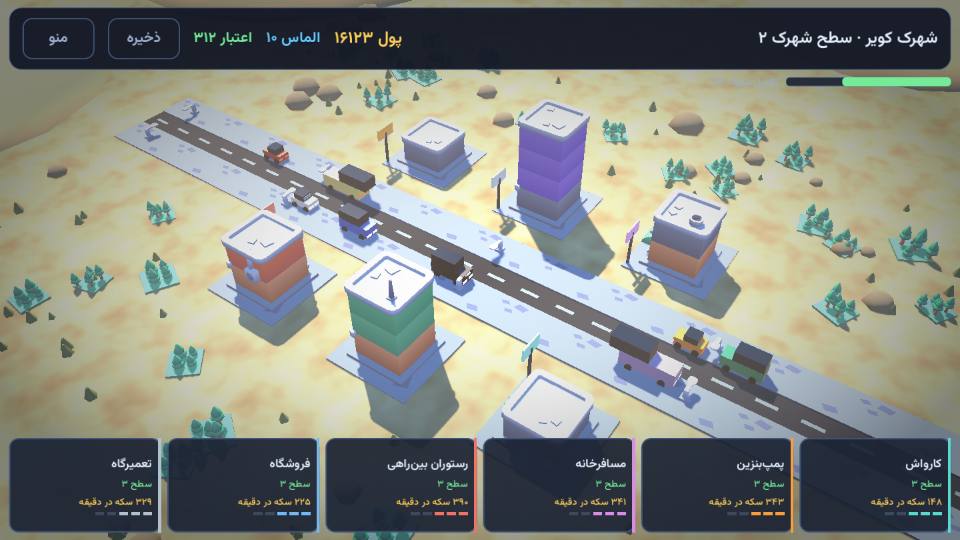 شهرک کویر · سطح شهرک ۲
پول ۱۶۱۲۳
الماس ۱۰
اعتبار ۳۱۲
ذخیره
منو
کارواش
سطح ۳
۱۴۸ سکه در دقیقه
پمپ‌بنزین
سطح ۳
۳۴۳ سکه در دقیقه
مسافرخانه
سطح ۳
۳۴۱ سکه در دقیقه
رستوران بین‌راهی
سطح ۳
۳۹۰ سکه در دقیقه
فروشگاه
سطح ۳
۲۲۵ سکه در دقیقه
تعمیرگاه
سطح ۳
۳۲۹ سکه در دقیقه